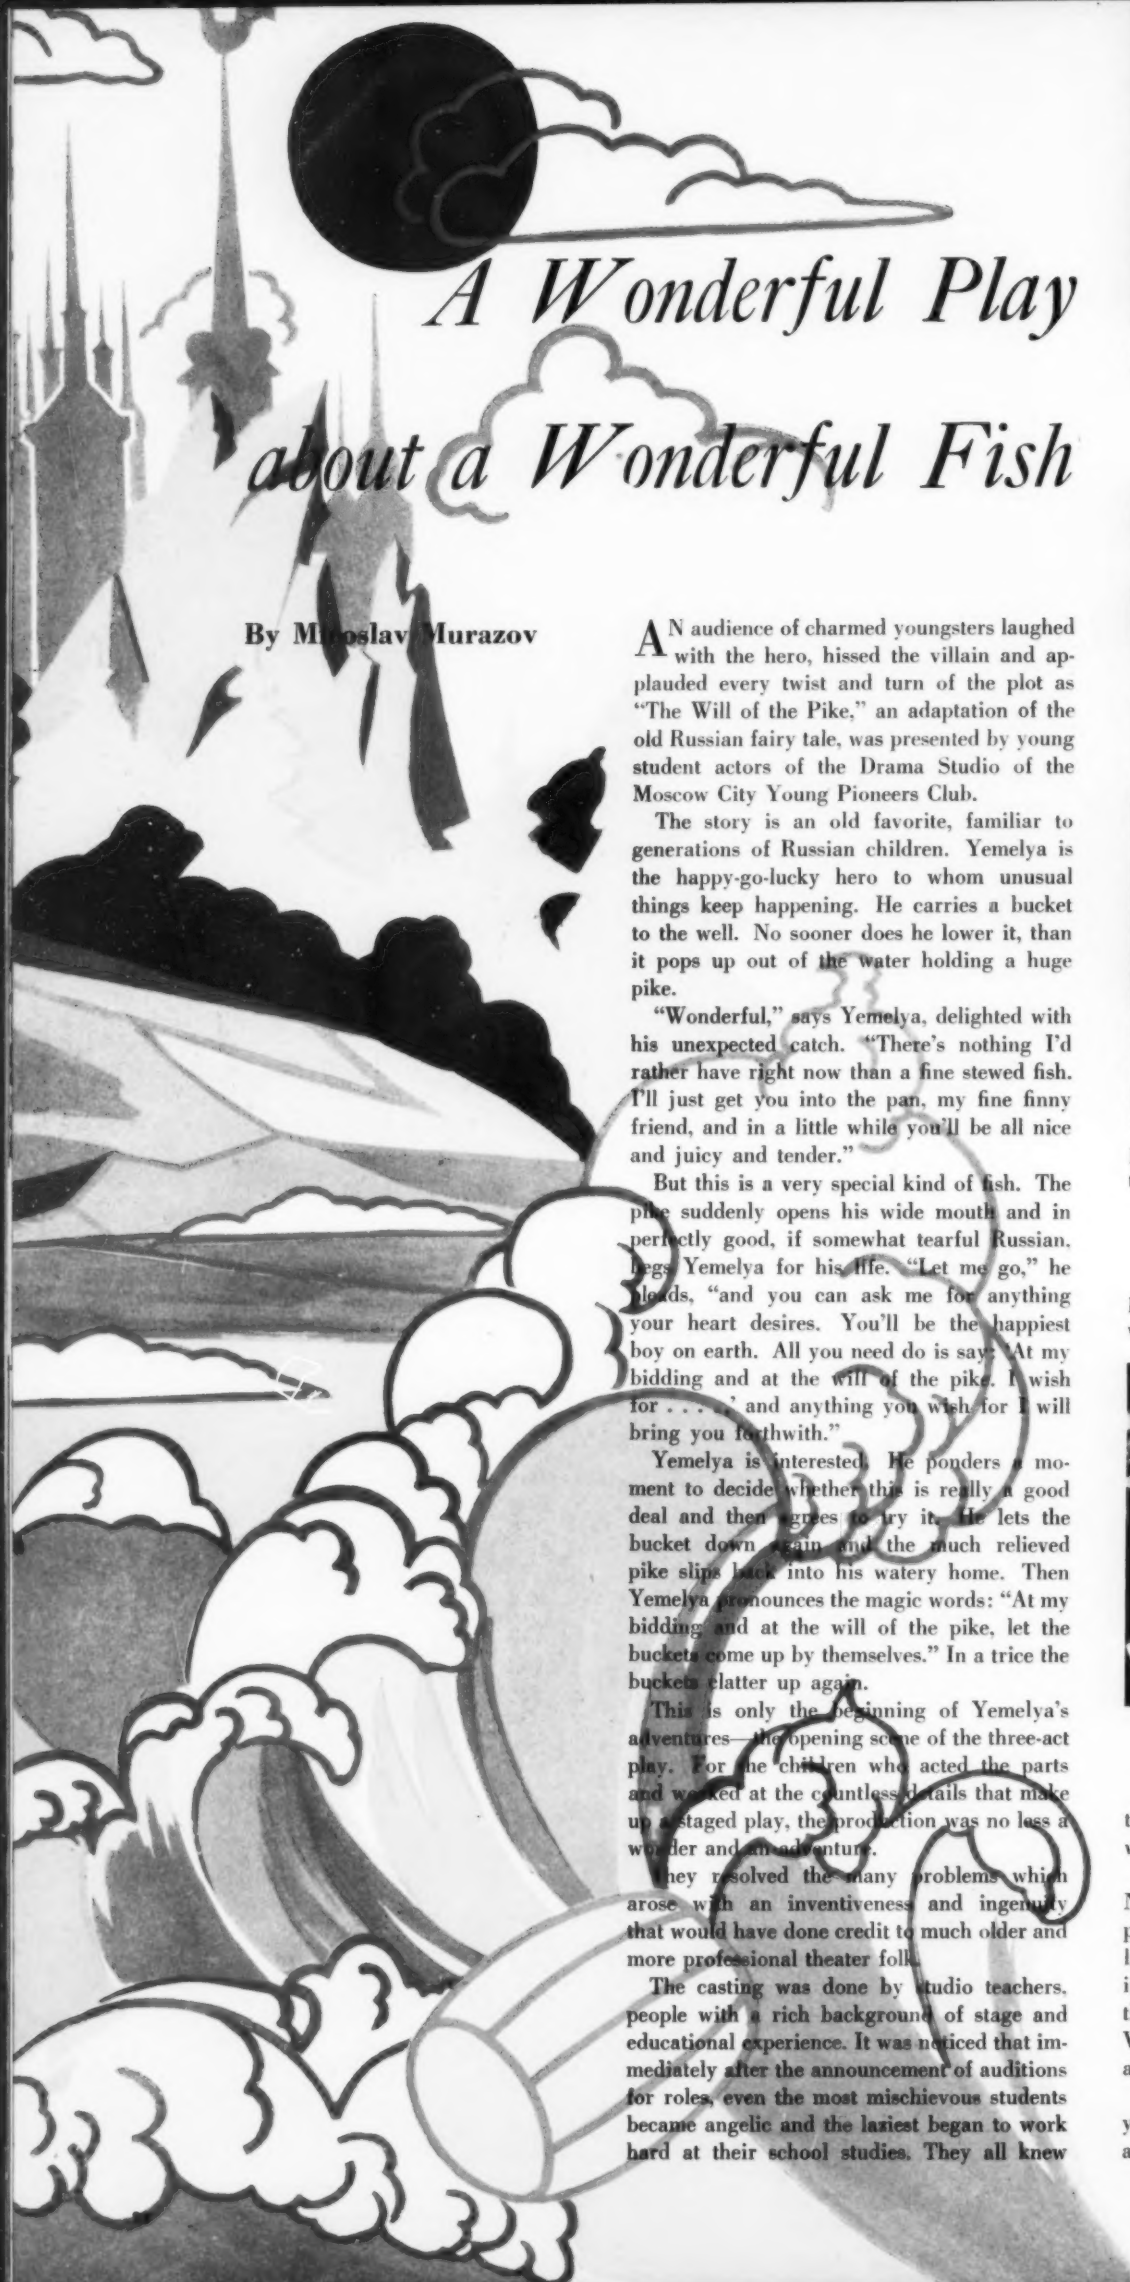 A Wonderful Play
about a Wonderful Fish
By Miroslav Murazov
AN audience of charmed youngsters laughed
with the hero, hissed the villain and ap-
plauded every twist and turn of the plot as
“The Will of the Pike,” an adaptation of the
old Russian fairy tale, was presented by young
student actors of the Drama Studio of the
Moscow City Young Pioneers Club.
The story is an old favorite, familiar to
generations of Russian children. Yemelya is
the happy-go-lucky hero to whom unusual
things keep happening. He carries a bucket
to the well. No sooner does he lower it, than
it pops up out of the water holding a huge
pike.
“Wonderful,” says Yemelya, delighted with
his unexpected catch. “There’s nothing I’d
rather have right now than a fine stewed fish.
I’ll just get you into the pan, my fine finny
friend, and in a little while you’ll be all nice
and juicy and tender.”
But this is a very special kind of fish. The
pike suddenly opens his wide mouth and in
perfectly good, if somewhat tearful Russian,
begs Yemelya for his life. “Let me go,” he
pleads, “and you can ask me for anything
your heart desires. You’ll be the happiest
boy on earth. All you need do is say: ‘At my
bidding and at the will of the pike. I wish
for . . . . .’ and anything you wish for I will
bring you forthwith.”
Yemelya is interested. He ponders a mo-
ment to decide whether this is really a good
deal and then agrees to try it. He lets the
bucket down again and the much relieved
pike slips back into his watery home. Then
Yemelya pronounces the magic words: “At my
bidding and at the will of the pike, let the
buckets come up by themselves.” In a trice the
buckets clatter up again.
This is only the beginning of Yemelya’s
adventures—the opening scene of the three-act
play. For the children who acted the parts
and worked at the countless details that make
up a staged play, the production was no less a
wonder and an adventure.
They resolved the many problems which
arose with an inventiveness and ingenuity
that would have done credit to much older and
more professional theater folk.
The casting was done by studio teachers,
people with a rich background of stage and
educational experience. It was noticed that im-
mediately after the announcement of auditions
for roles, even the most mischievous students
became angelic and the laziest began to work
hard at their school studies. They all knew